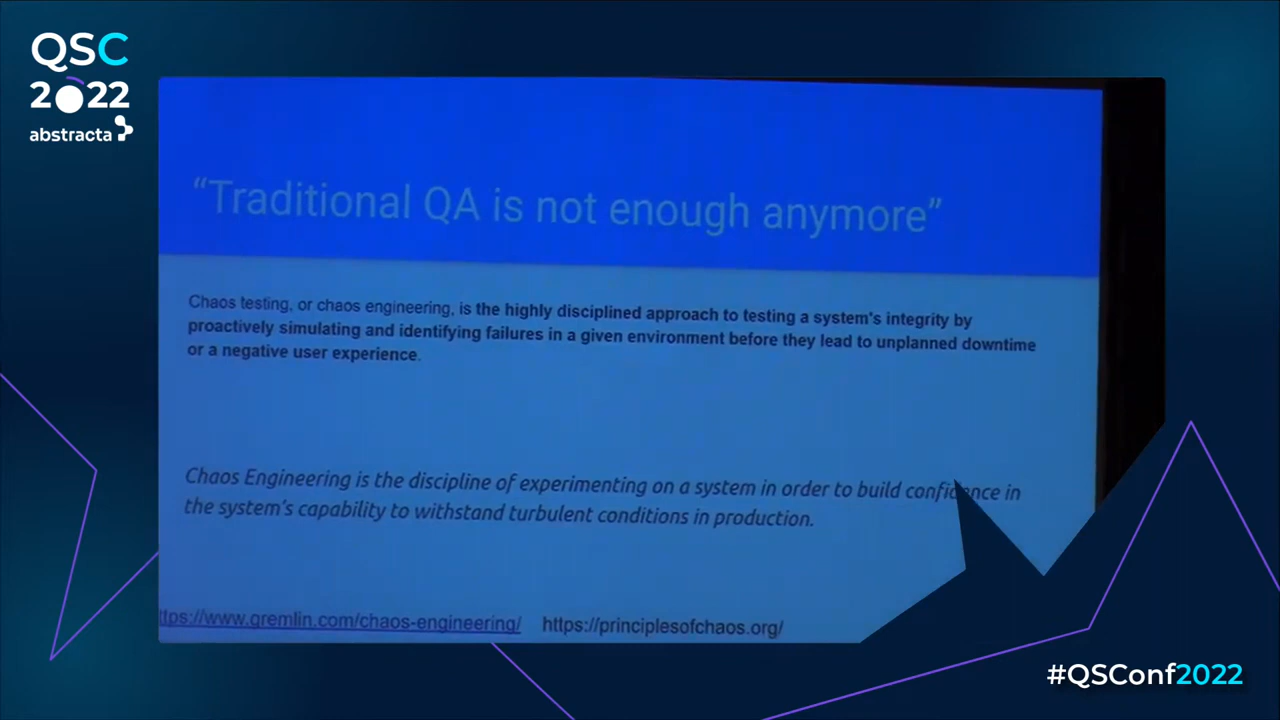 QSC
2022
abstracta
“Traditional QA is not enough anymore”
Chaos testing, or chaos engineering, is the highly disciplined approach to testing a system's integrity by
proactively simulating and identifying failures in a given environment before they lead to unplanned downtime
or a negative user experience.
Chaos Engineering is the discipline of experimenting on a system in order to build confidence in
the system's capability to withstand turbulent conditions in production.
ttps://www.gremlin.com/chaos-engineering/ https://principlesofchaos.org/
#QSConf2022